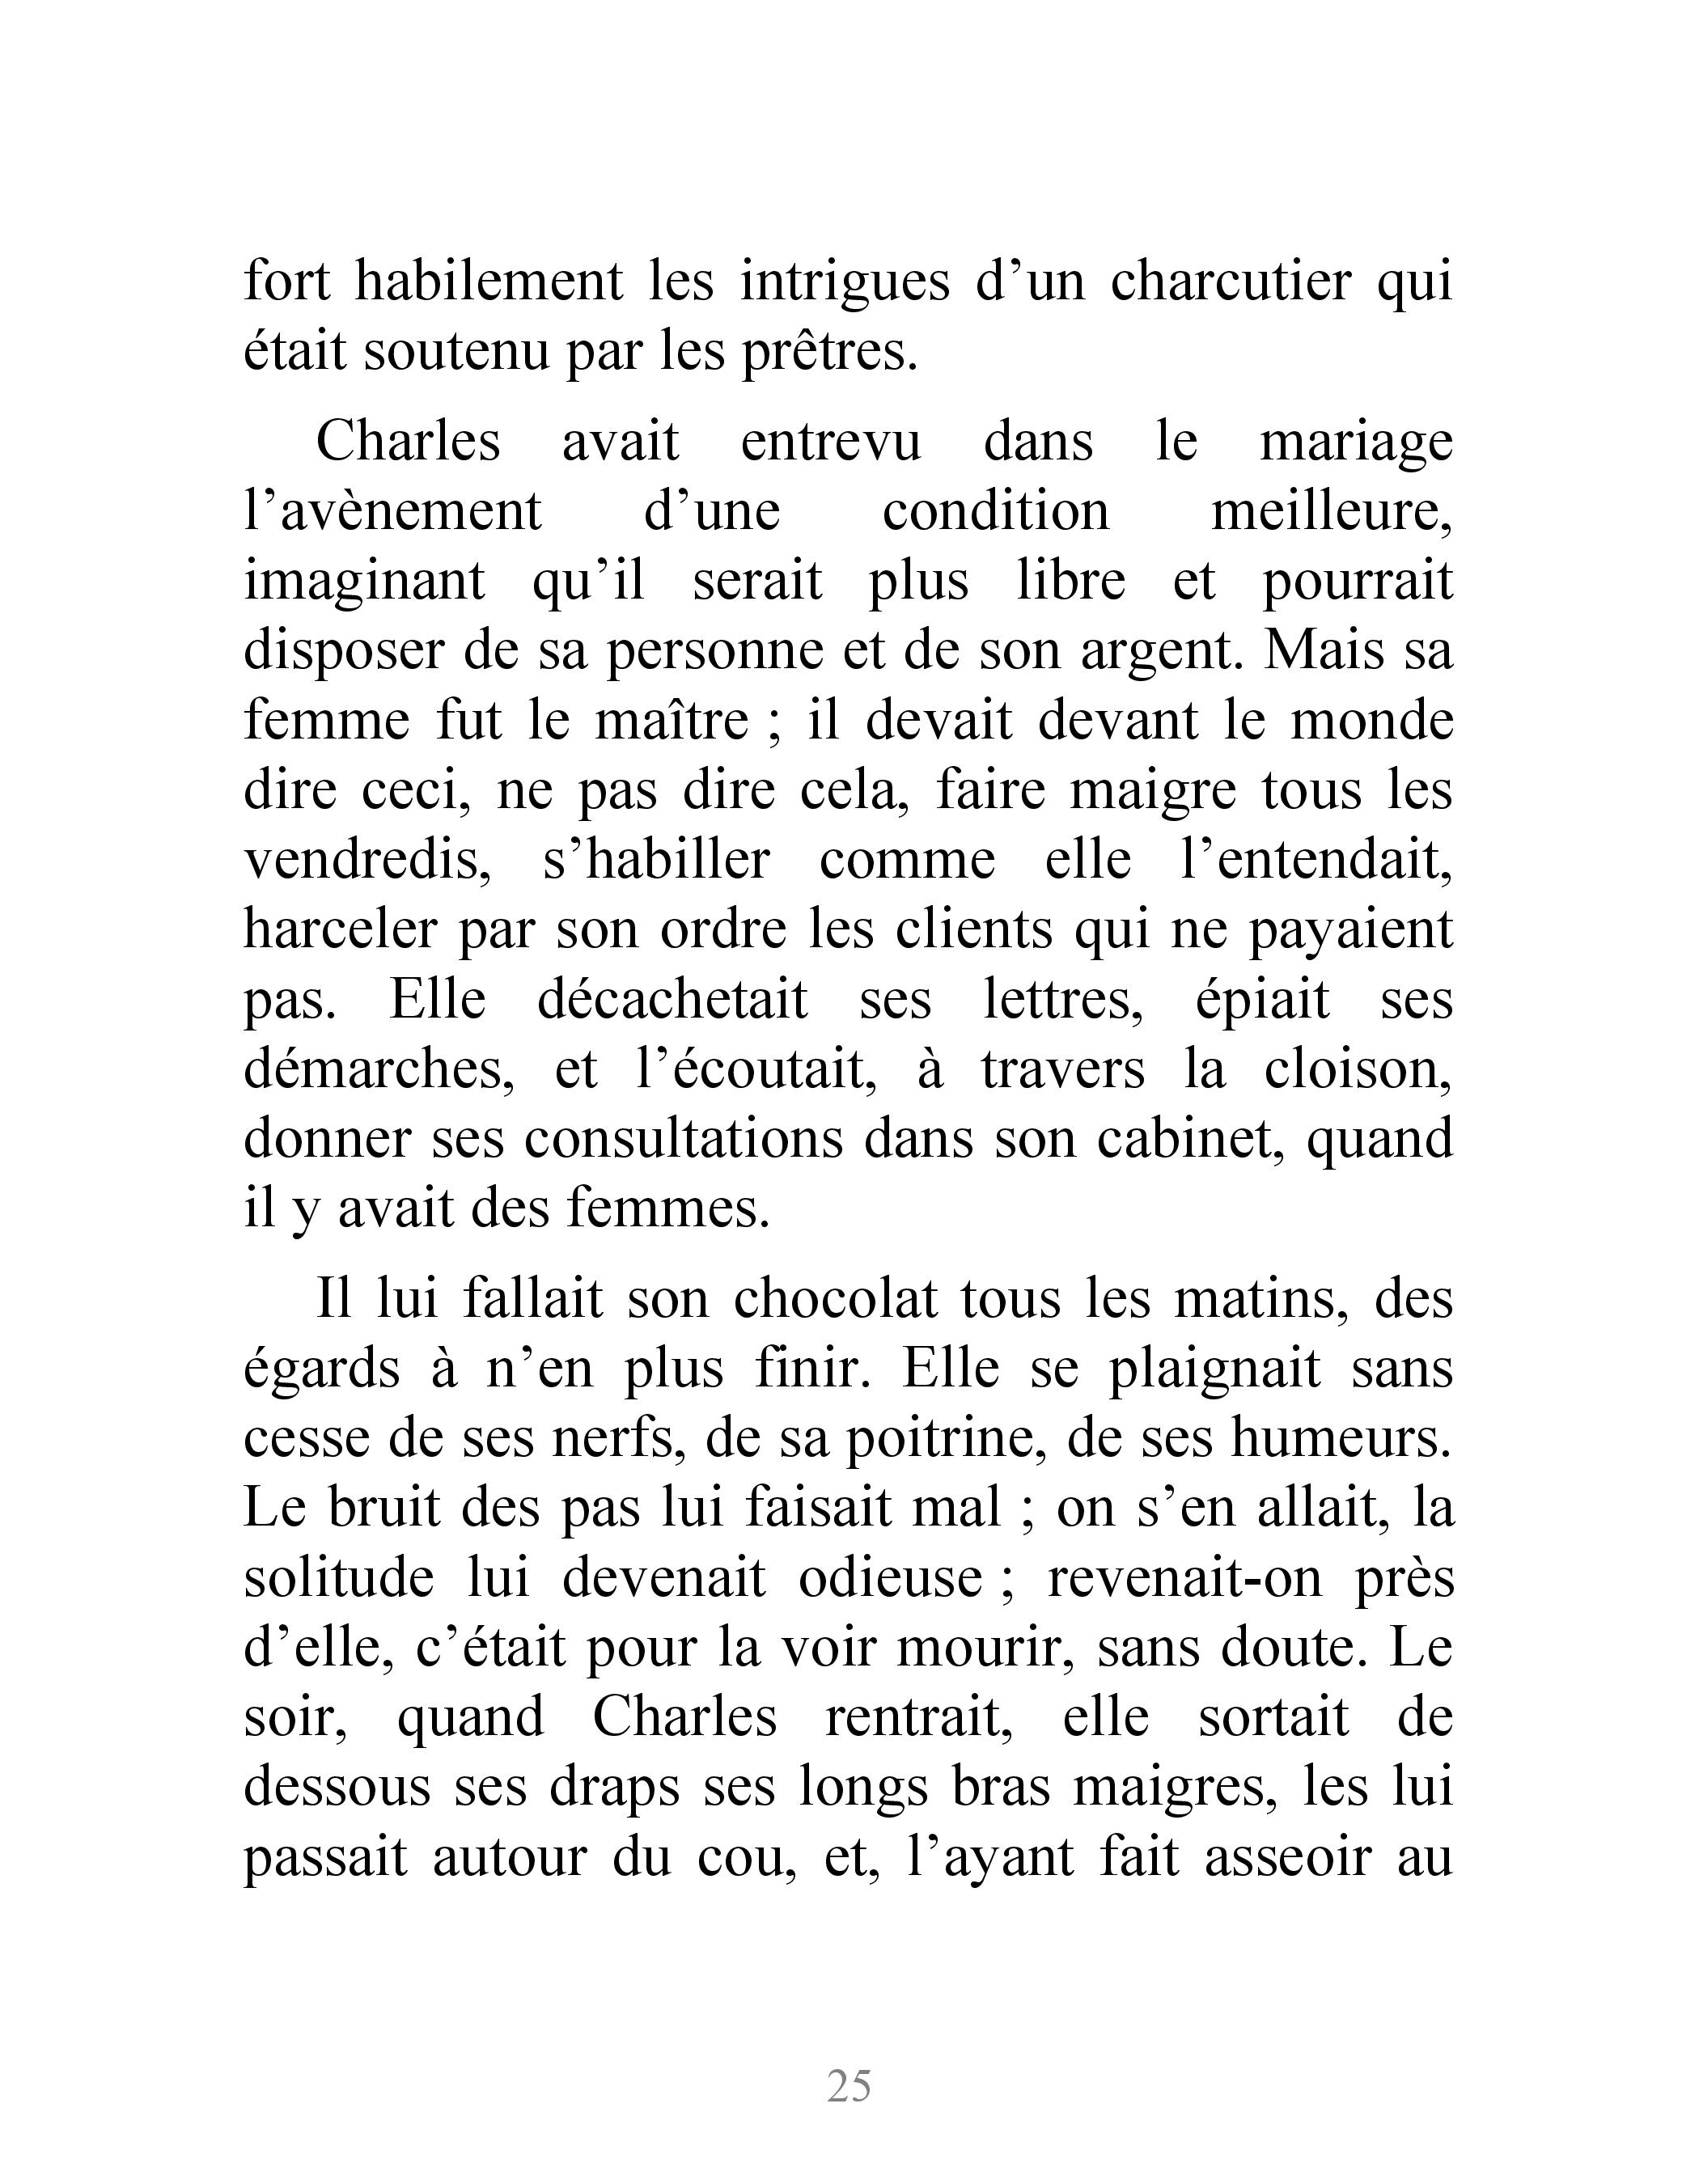 fort habilement les intrigues d’un charcutier qui
était soutenu par les prêtres.
Charles avait entrevu dans le mariage
l’avènement d’une condition meilleure,
imaginant qu’il serait plus libre et pourrait
disposer de sa personne et de son argent. Mais sa
femme fut le maître ; il devait devant le monde
dire ceci, ne pas dire cela, faire maigre tous les
vendredis, s’habiller comme elle l’entendait,
harceler par son ordre les clients qui ne payaient
pas. Elle décachetait ses lettres, épiait ses
démarches, et l’écoutait, à travers la cloison,
donner ses consultations dans son cabinet, quand
il y avait des femmes.
Il lui fallait son chocolat tous les matins, des
égards à n’en plus finir. Elle se plaignait sans
cesse de ses nerfs, de sa poitrine, de ses humeurs.
Le bruit des pas lui faisait mal ; on s’en allait, la
solitude lui devenait odieuse ; revenait-on près
d’elle, c’était pour la voir mourir, sans doute. Le
soir, quand Charles rentrait, elle sortait de
dessous ses draps ses longs bras maigres, les lui
passait autour du cou, et, l’ayant fait asseoir au
25